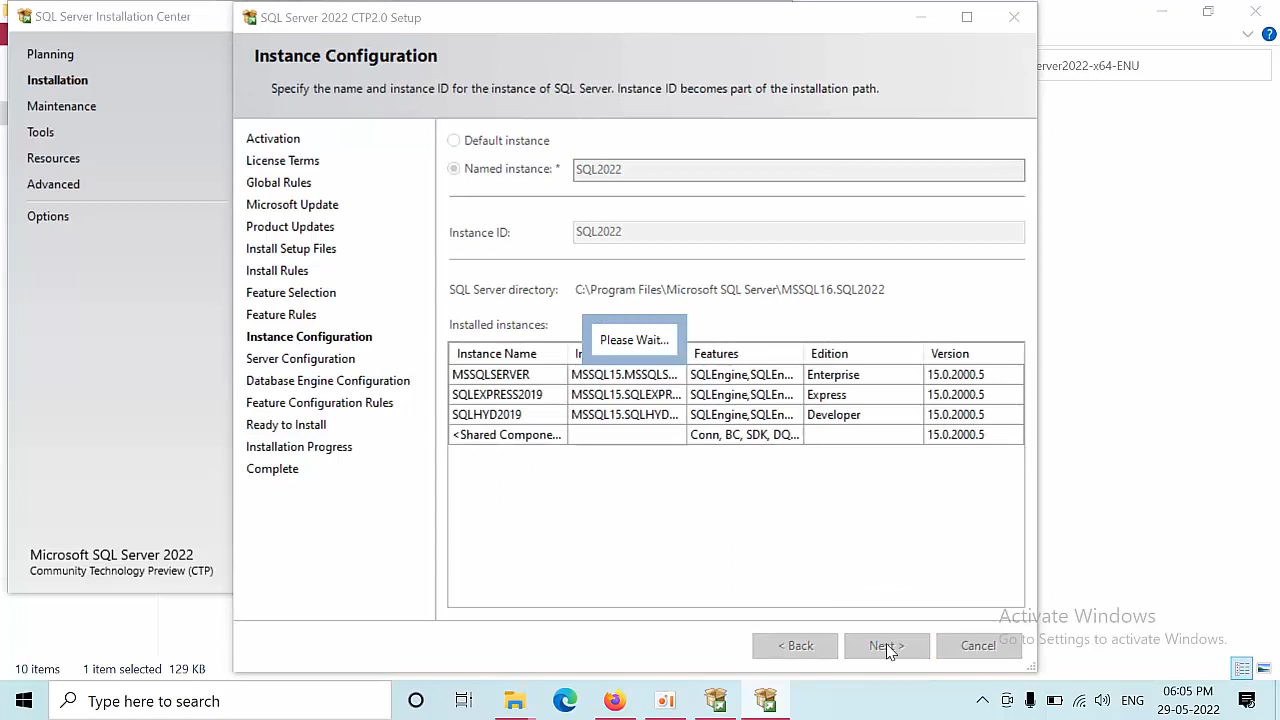 SQL Server Installation Center
Planning
Installation
Maintenance
Tools
Resources
Advanced
Options
Microsoft SQL Server 2022
Community Technology Preview (CTP)
SQL Server 2022 CTP2.0 Setup
Instance Configuration
Specify the name and instance ID for the instance of SQL Server. Instance ID becomes part of the installation path.
Activation
License Terms
Global Rules
Microsoft Update
Product Updates
Install Setup Files
Install Rules
Feature Selection
Feature Rules
Instance Configuration
Server Configuration
Database Engine Configuration
Feature Configuration Rules
Ready to Install
Installation Progress
Complete
Default instance
Named instance: * SQL2022
Instance ID: SQL2022
SQL Server directory: C:\Program Files\Microsoft SQL Server\MSSQL16.SQL2022
Installed instances:
Please Wait...
Instance Name Features Edition Version
MSSQLSERVER MSSQL15.MSSQLS... SQLEngine,SQLEn... Enterprise 15.0.2000.5
SQLEXPRESS2019 MSSQL15.SQLEXPR... SQLEngine,SQLEn... Express 15.0.2000.5
SQLHYD2019 MSSQL15.SQLHYD... SQLEngine,SQLEn... Developer 15.0.2000.5
<Shared Compone... Conn, BC, SDK, DQ... 15.0.2000.5
< Back Next > Cancel
erver2022-x64-ENU
Activate Windows
Go to Settings to activate Windows.
10 items 1 item selected 129 KB
Type here to search
ENG
06:05 PM
29-05-2022